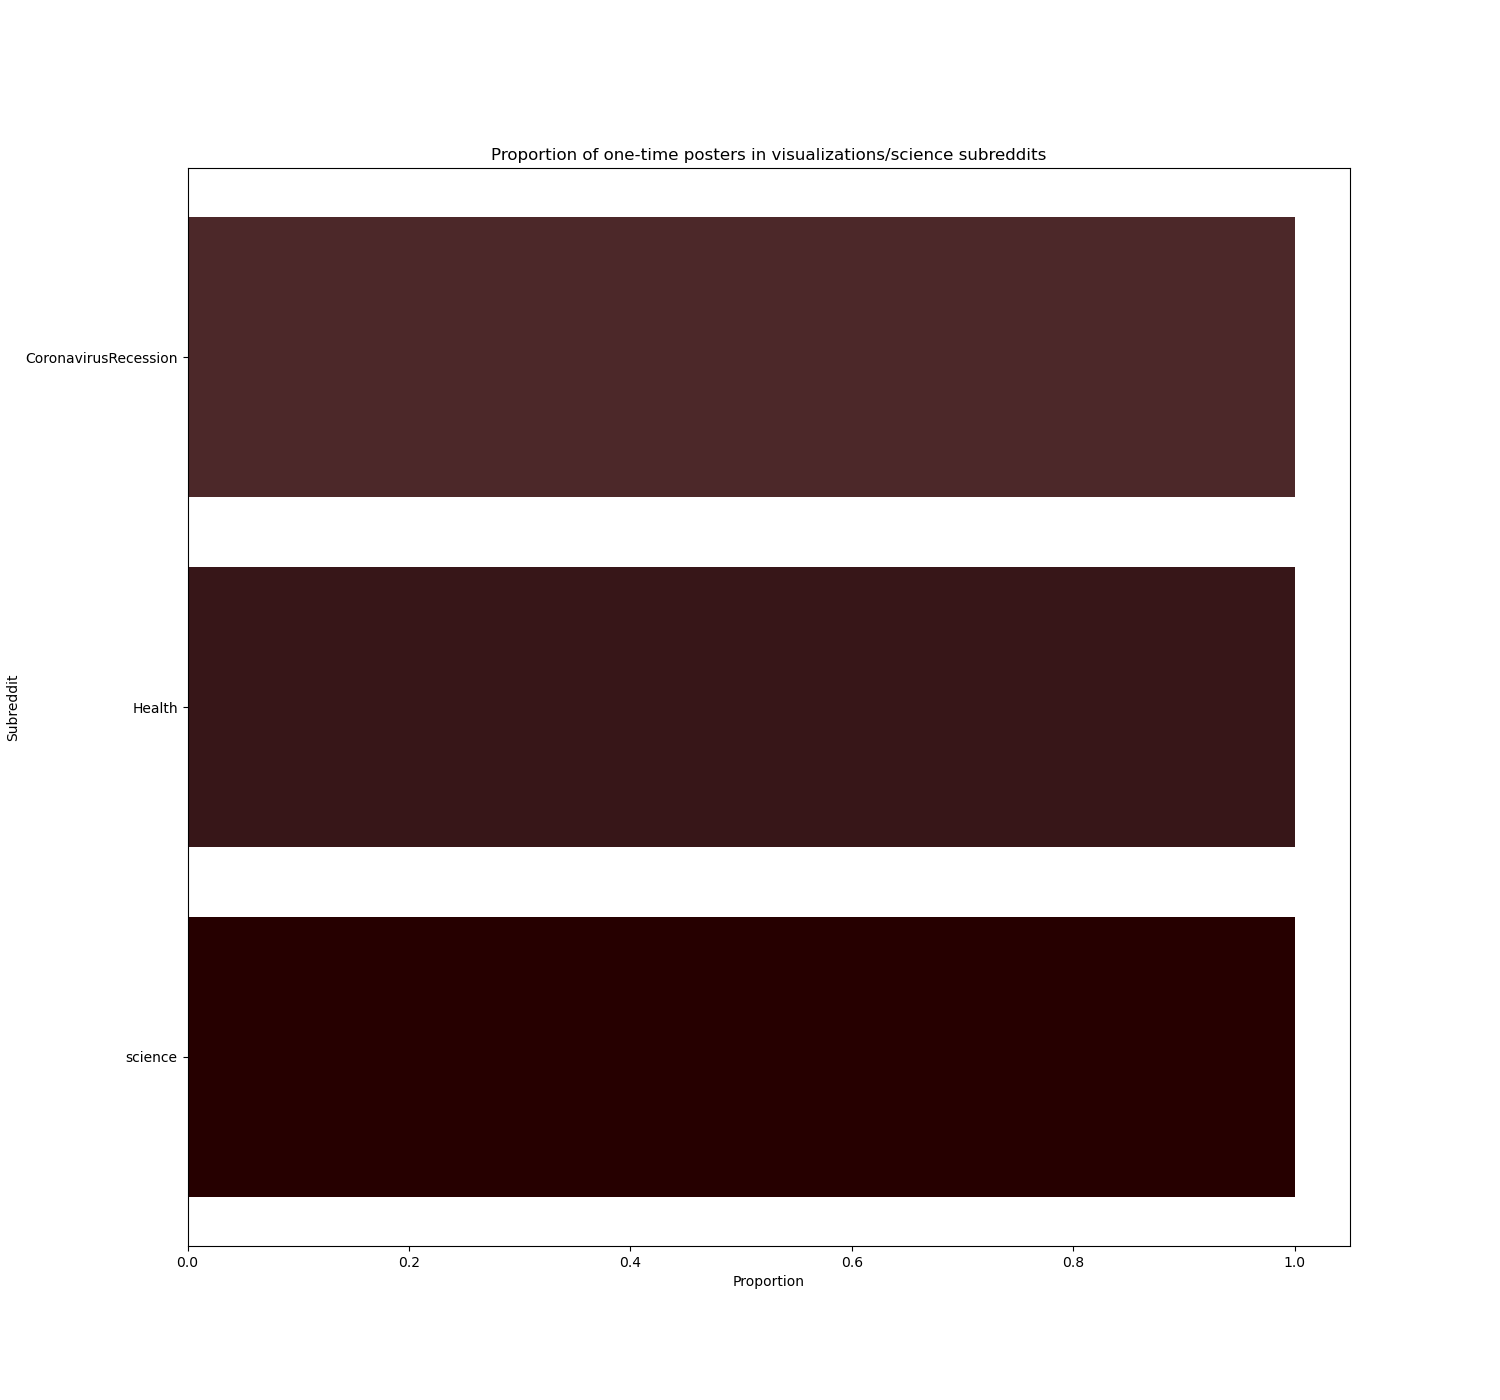 Proportion of one-time posters in visualizations/science subreddits
CoronavirusRecession
Health
science
Subreddit
0.0 0.2 0.4 0.6 0.8 1.0
Proportion